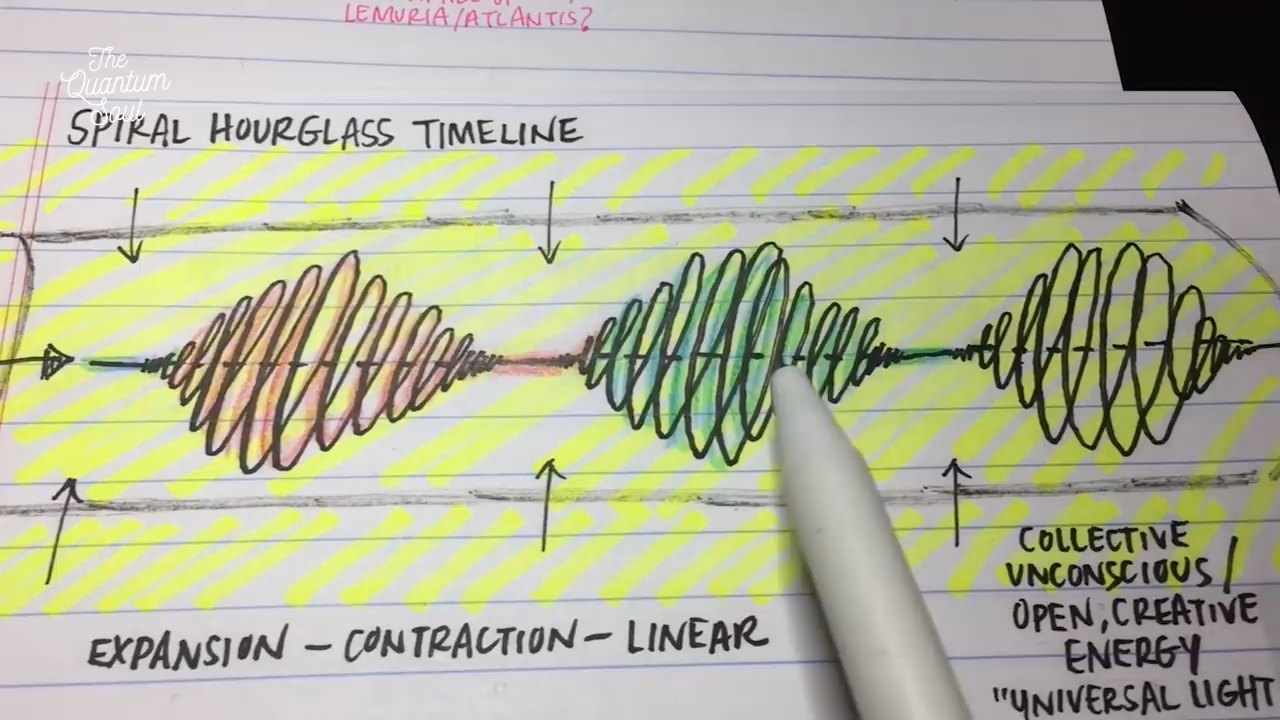 LEMURIA/ATLANTIS?
The
Quantum
Soul
SPIRAL HOURGLASS TIMELINE
EXPANSION – CONTRACTION – LINEAR
COLLECTIVE
UNCONSCIOUS /
OPEN, CREATIVE
ENERGY
"UNIVERSAL LIGHT